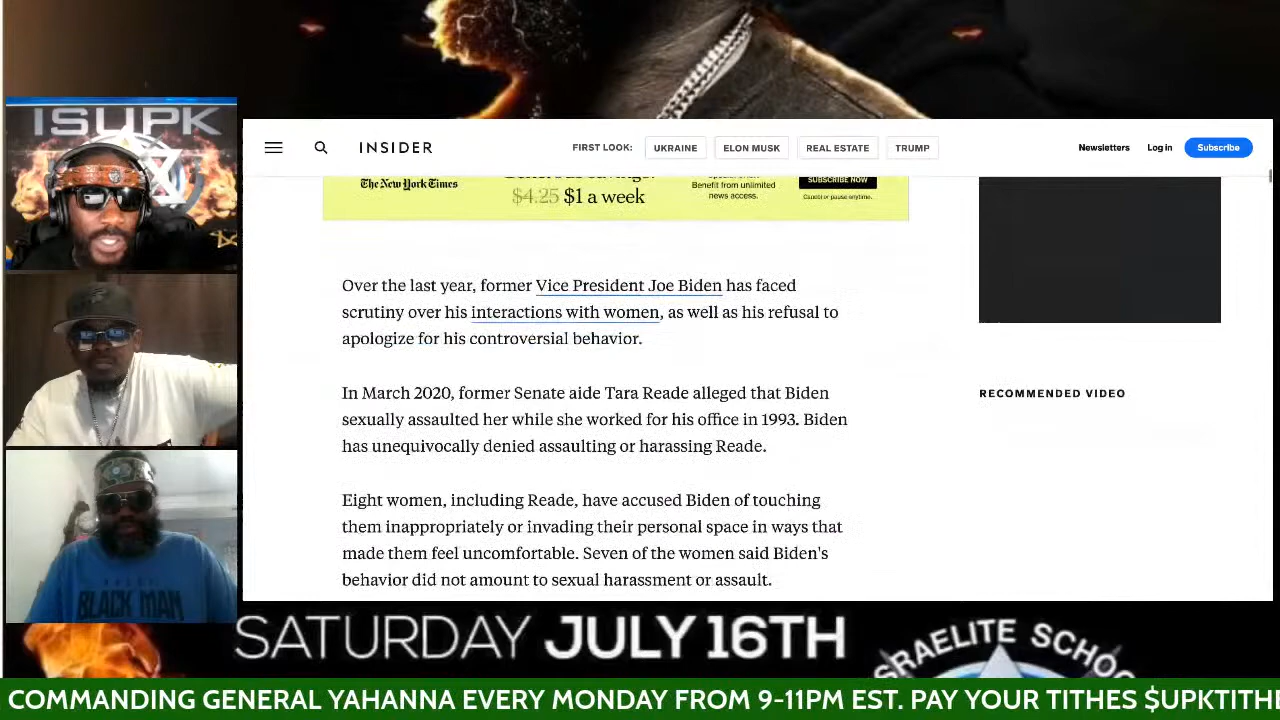 ISUPK
INSIDER
FIRST LOOK:
UKRAINE
ELON MUSK
REAL ESTATE
TRUMP
Newsletters
Log in
Subscribe
The New York Times
$4.25 $1 a week
Benefit from unlimited
news access.
SUBSCRIBE NOW
Cancel or pause anytime.
Over the last year, former Vice President Joe Biden has faced
scrutiny over his interactions with women, as well as his refusal to
apologize for his controversial behavior.
In March 2020, former Senate aide Tara Reade alleged that Biden
sexually assaulted her while she worked for his office in 1993. Biden
has unequivocally denied assaulting or harassing Reade.
Eight women, including Reade, have accused Biden of touching
them inappropriately or invading their personal space in ways that
made them feel uncomfortable. Seven of the women said Biden's
behavior did not amount to sexual harassment or assault.
RECOMMENDED VIDEO
BLACK MAN
SATURDAY JULY 16TH
SRAELITE SCHOO
COMMANDING GENERAL YAHANNA EVERY MONDAY FROM 9-11PM EST. PAY YOUR TITHES $UPKTITHE